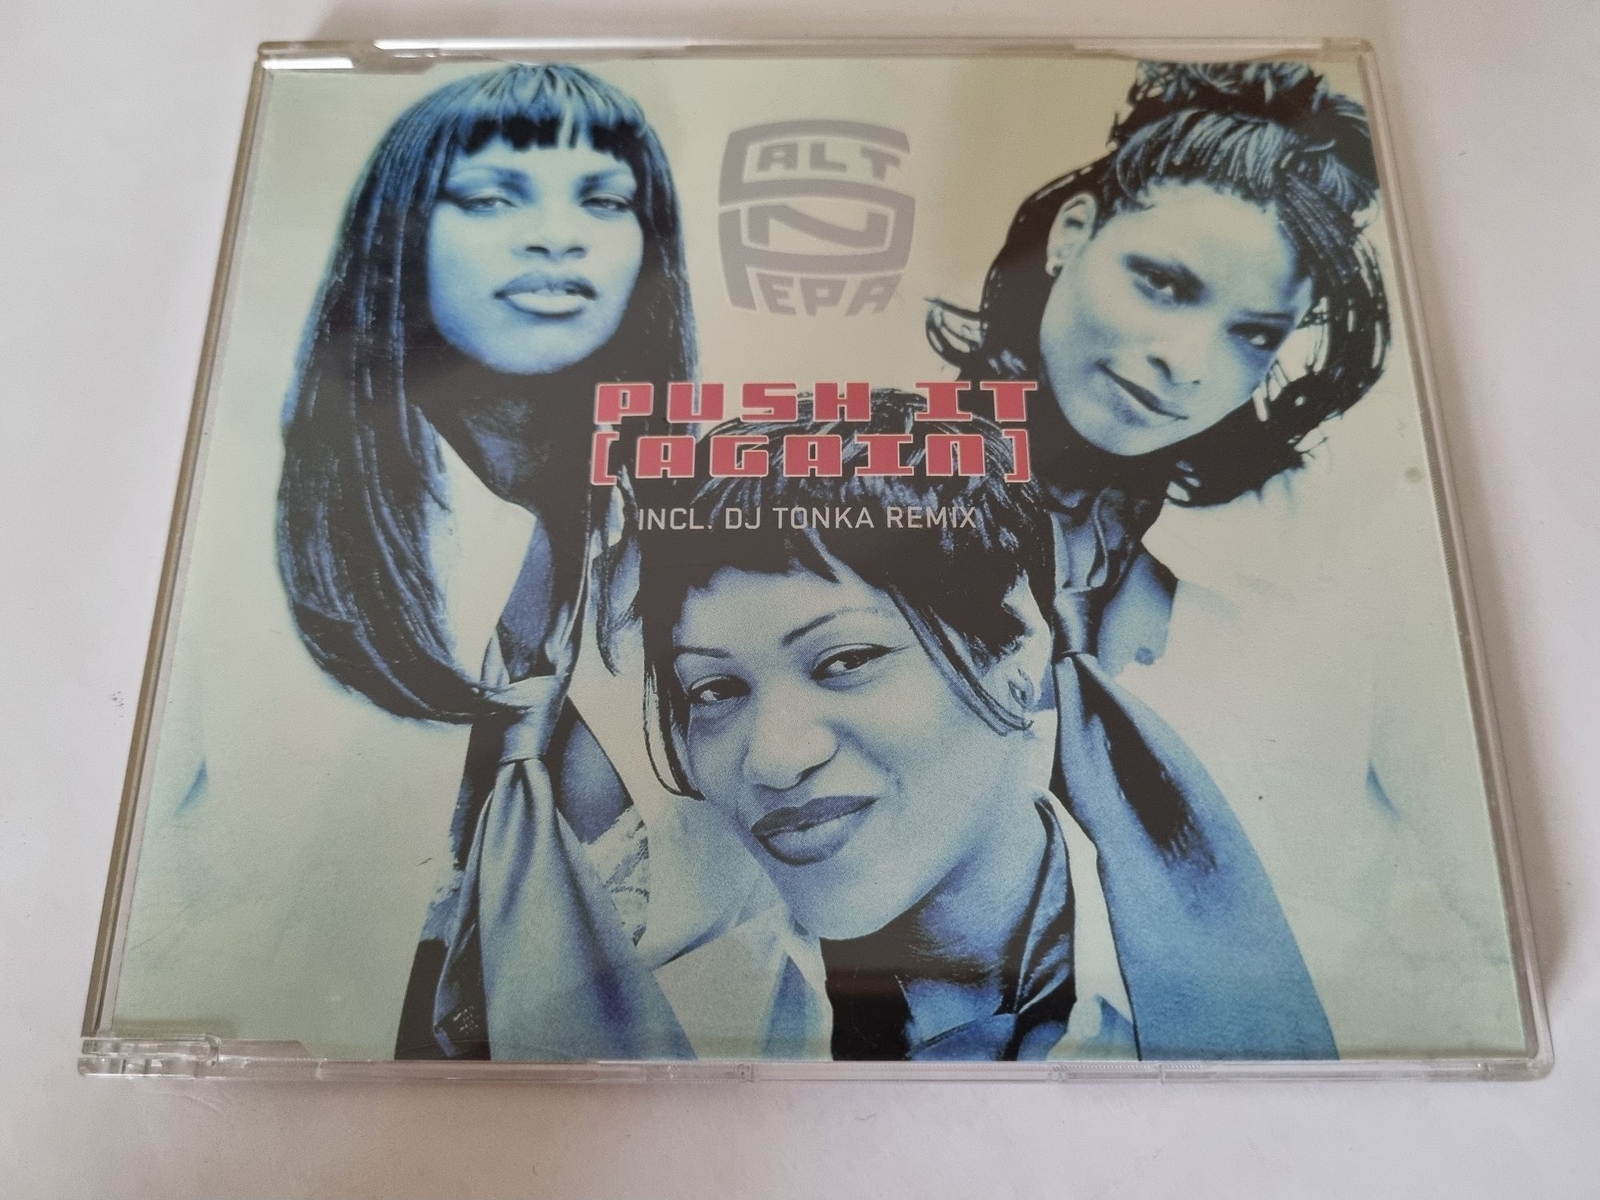 SALT
N
PEPA
PUSH IT
[AGAIN]
INCL. DJ TONKA REMIX